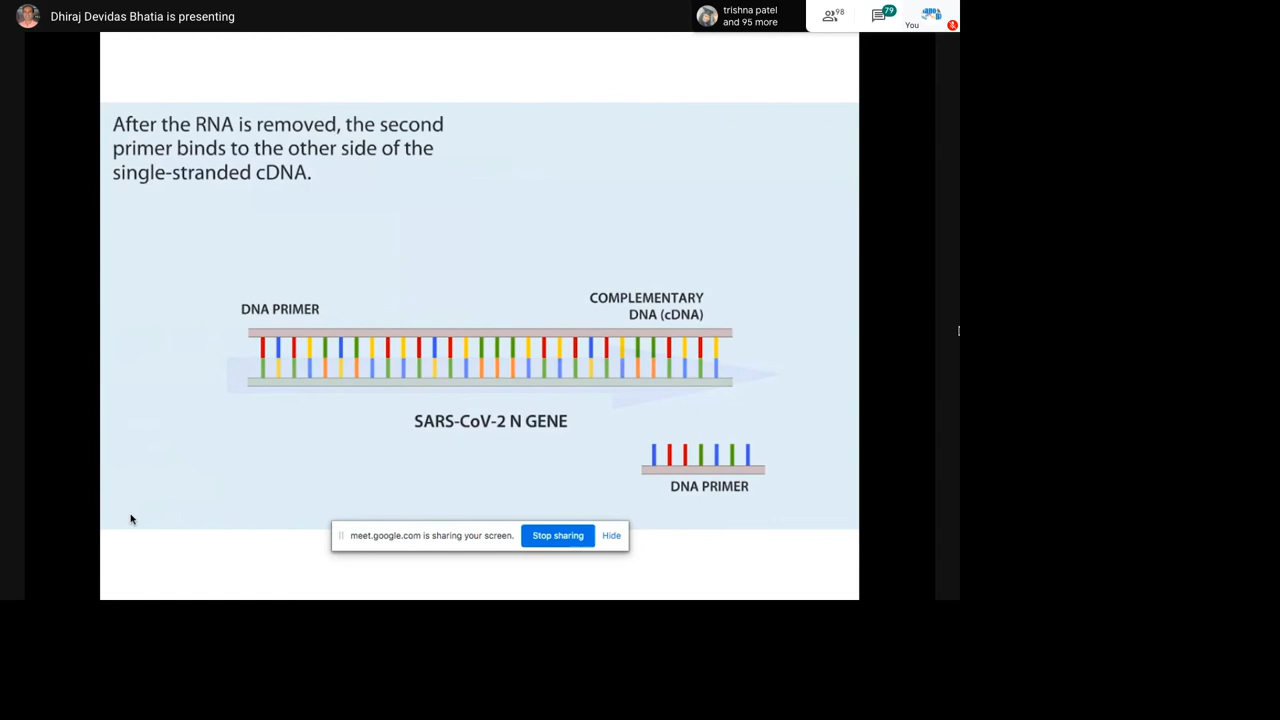 Dhiraj Devidas Bhatia is presenting
trishna patel
and 95 more
98
79
You
After the RNA is removed, the second
primer binds to the other side of the
single-stranded cDNA.
DNA PRIMER
COMPLEMENTARY
DNA (cDNA)
SARS-CoV-2 N GENE
DNA PRIMER
meet.google.com is sharing your screen.
Stop sharing
Hide